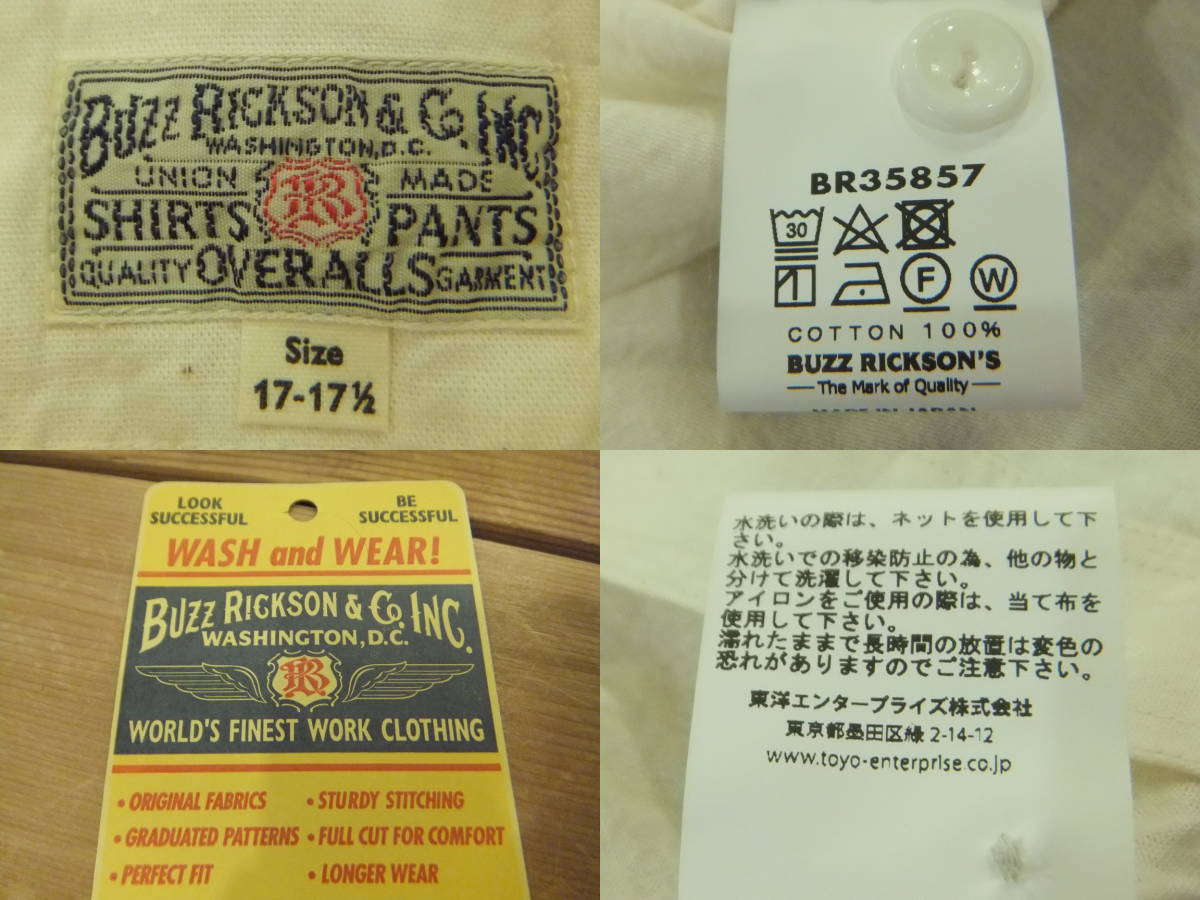 BUZZ RICKSON & Co. INC.
WASHINGTON, D.C.
UNION MADE
SHIRTS PANTS
QUALITY OVERALLS GARMENT
Size
17-17½
BR35857
30
F W
COTTON 100%
BUZZ RICKSON'S
The Mark of Quality
MADE IN JAPAN
LOOK SUCCESSFUL
BE SUCCESSFUL
WASH and WEAR!
BUZZ RICKSON & Co. INC.
WASHINGTON, D.C.
WORLD'S FINEST WORK CLOTHING
• ORIGINAL FABRICS • STURDY STITCHING
• GRADUATED PATTERNS • FULL CUT FOR COMFORT
• PERFECT FIT • LONGER WEAR
水洗いの際は、ネットを使用して下
さい。
水洗いでの移染防止の為、他の物と
分けて洗濯して下さい。
アイロンをご使用の際は、当て布を
使用して下さい。
濡れたままで長時間の放置は変色の
恐れがありますのでご注意下さい。
東洋エンタープライズ株式会社
東京都墨田区緑 2-14-12
www.toyo-enterprise.co.jp